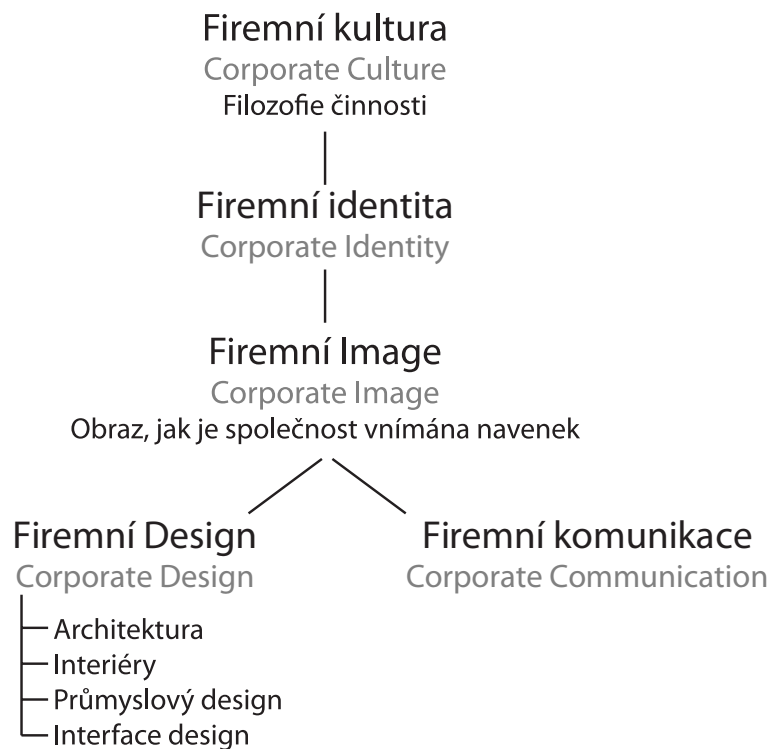 Firemní kultura
Corporate Culture
Filozofie činnosti
Firemní identita
Corporate Identity
Firemní Image
Corporate Image
Obraz, jak je společnost vnímána navenek
Firemní Design
Corporate Design
Architektura
Interiéry
Průmyslový design
Interface design
Firemní komunikace
Corporate Communication